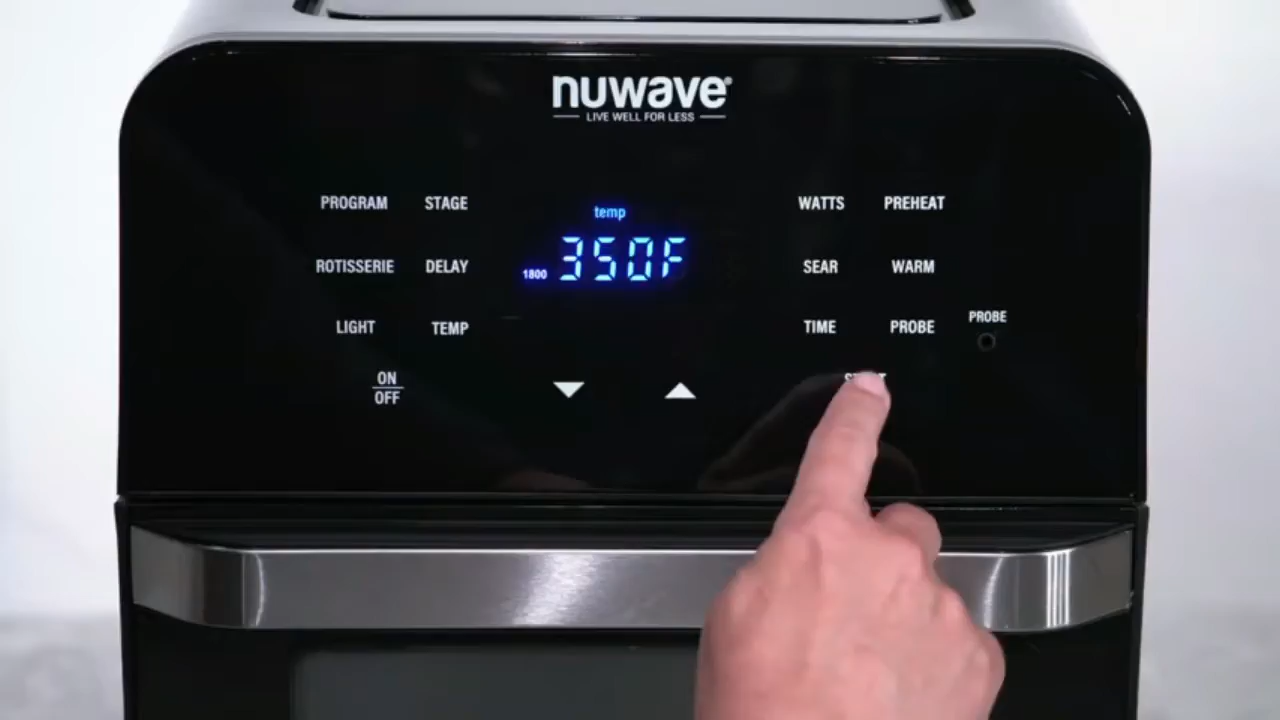 nuwave®
LIVE WELL FOR LESS
PROGRAM STAGE
temp
WATTS PREHEAT
1800 350F
ROTISSERIE DELAY
SEAR WARM
LIGHT TEMP
TIME PROBE
PROBE
ON
OFF